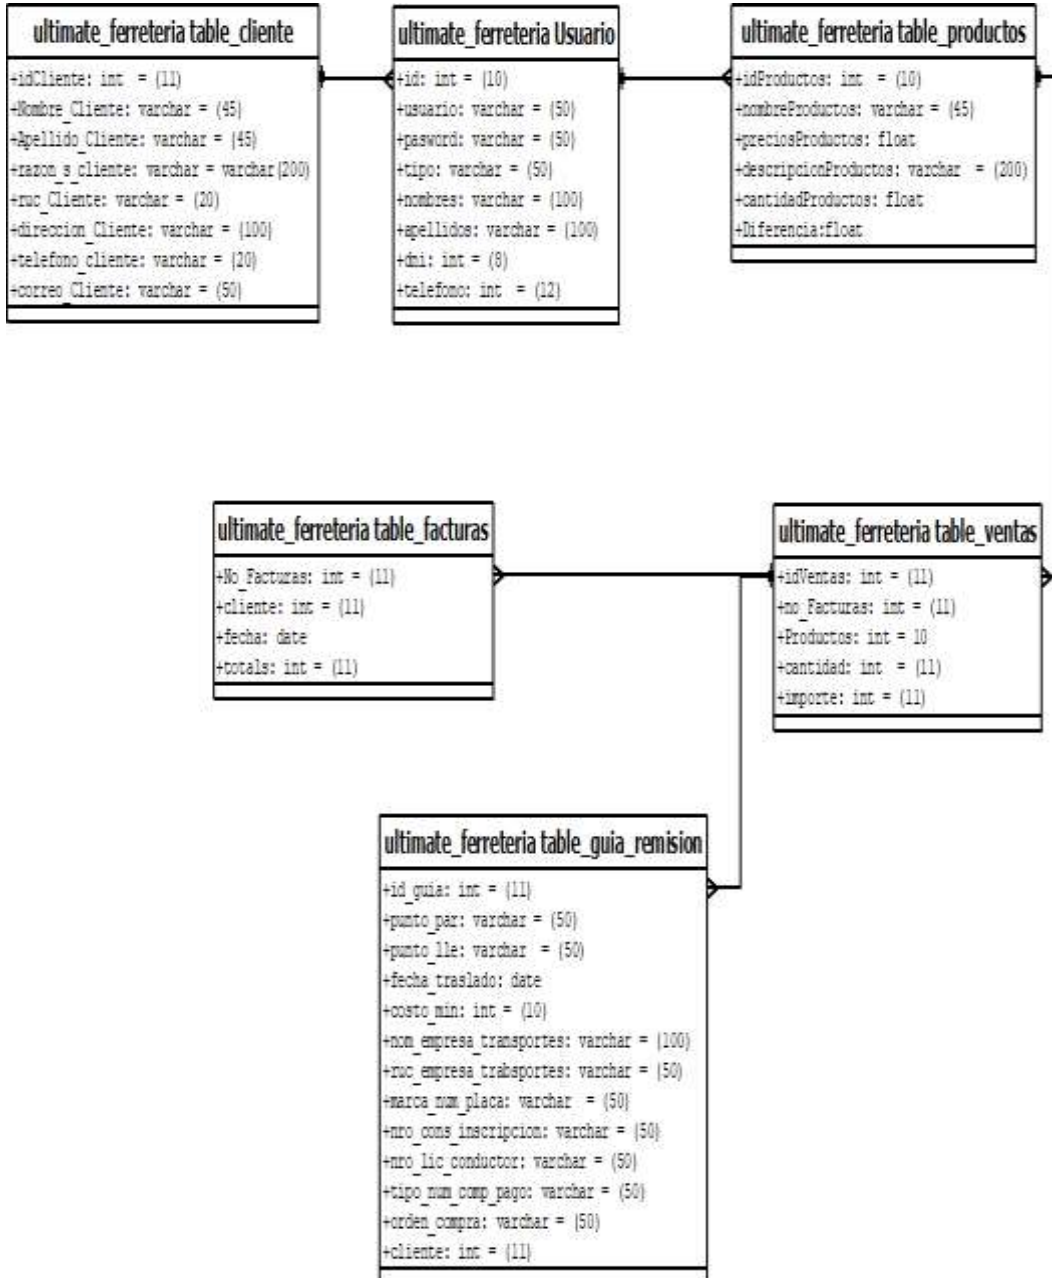 ultimate_ferreteria table_cliente
+idCliente: int = (11)
+Nombre_Cliente: varchar = (45)
+Apellido_Cliente: varchar = (45)
+razon_s_cliente: varchar = varchar(200)
+ruc_Cliente: varchar = (20)
+direccion_Cliente: varchar = (100)
+telefono_cliente: varchar = (20)
+correo_Cliente: varchar = (50)
ultimate_ferreteria Usuario
+id: int = (10)
+usuario: varchar = (50)
+pasword: varchar = (50)
+tipo: varchar = (50)
+nombres: varchar = (100)
+apellidos: varchar = (100)
+dni: int = (8)
+telefomo: int = (12)
ultimate_ferreteria table_productos
+idProductos: int = (10)
+nombreProductos: varchar = (45)
+preciosProductos: float
+descripcionProductos: varchar = (200)
+cantidadProductos: float
+Diferencia:float
ultimate_ferreteria table_facturas
+No_Facturas: int = (11)
+cliente: int = (11)
+fecha: date
+totals: int = (11)
ultimate_ferreteria table_ventas
+idVentas: int = (11)
+no_Facturas: int = (11)
+Productos: int = 10
+cantidad: int = (11)
+importe: int = (11)
ultimate_ferreteria table_guia_remision
+id_guia: int = (11)
+punto_par: varchar = (50)
+punto_lle: varchar = (50)
+fecha_traslado: date
+costo_min: int = (10)
+nom_empresa_transportes: varchar = (100)
+ruc_empresa_trabsportes: varchar = (50)
+marca_num_placa: varchar = (50)
+nro_cons_inscripcion: varchar = (50)
+nro_lic_conductor: varchar = (50)
+tipo_num_comp_pago: varchar = (50)
+orden_compra: varchar = (50)
+cliente: int = (11)